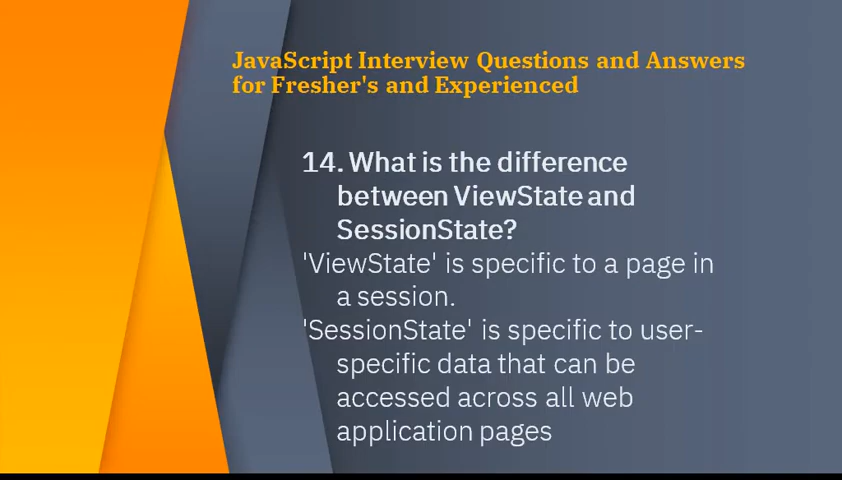 JavaScript Interview Questions and Answers
for Fresher's and Experienced
14. What is the difference
between ViewState and
SessionState?
'ViewState' is specific to a page in
a session.
'SessionState' is specific to user-
specific data that can be
accessed across all web
application pages